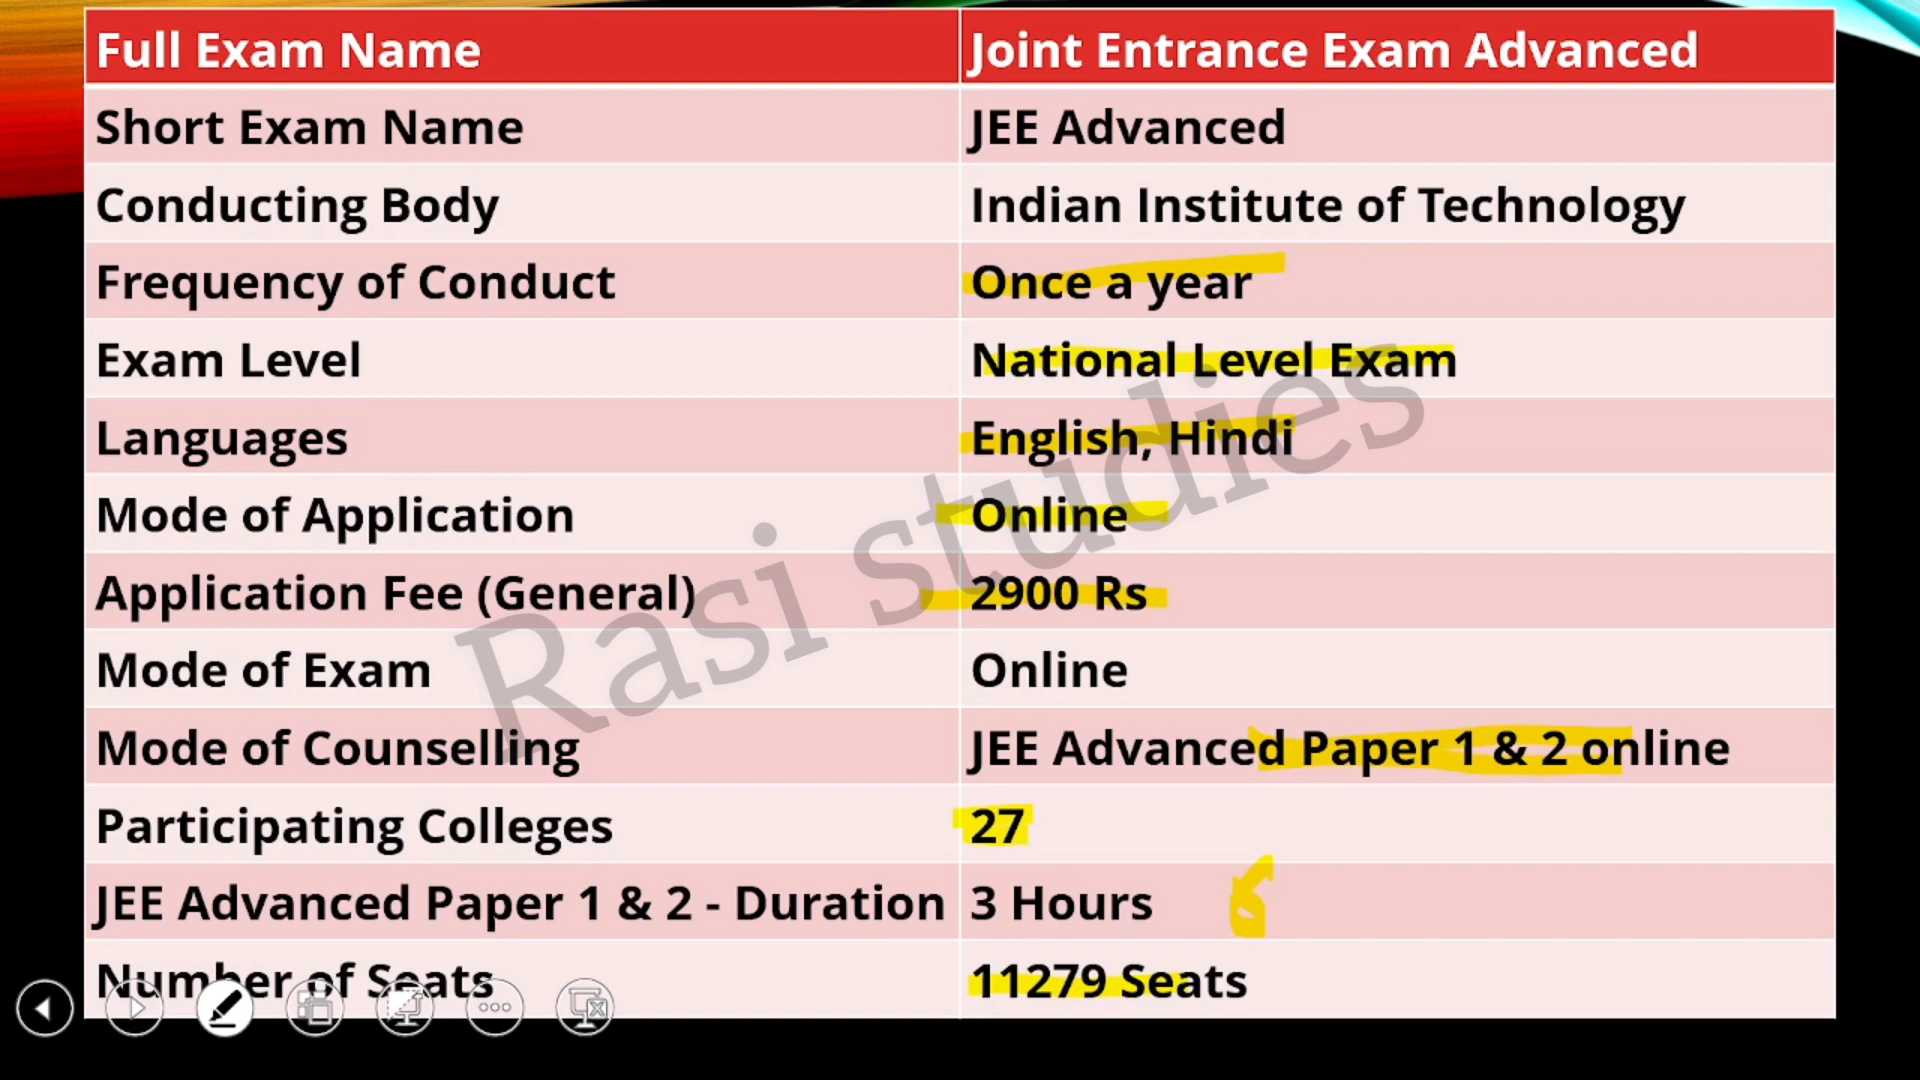 Full Exam Name Joint Entrance Exam Advanced
Short Exam Name JEE Advanced
Conducting Body Indian Institute of Technology
Frequency of Conduct Once a year
Exam Level National Level Exam
Languages English, Hindi
Mode of Application Online
Application Fee (General) 2900 Rs
Mode of Exam Online
Mode of Counselling JEE Advanced Paper 1 & 2 online
Participating Colleges 27
JEE Advanced Paper 1 & 2 - Duration 3 Hours
6
Number of Seats 11279 Seats
Rasi studies